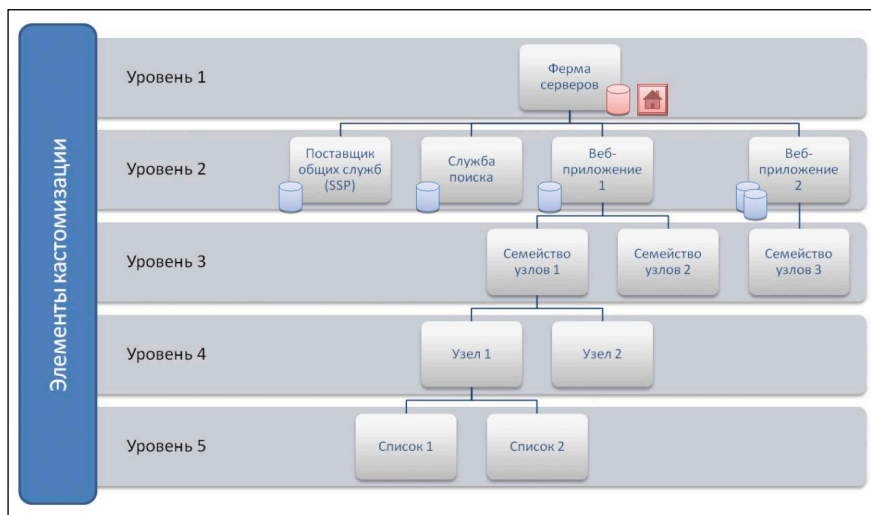 Элементы кастомизации
Уровень 1
Ферма
серверов
Уровень 2
Поставщик
общих служб
(SSP)
Служба
поиска
Веб-
приложение
1
Веб-
приложение
2
Уровень 3
Семейство
узлов 1
Семейство
узлов 2
Семейство
узлов 3
Уровень 4
Узел 1
Узел 2
Уровень 5
Список 1
Список 2